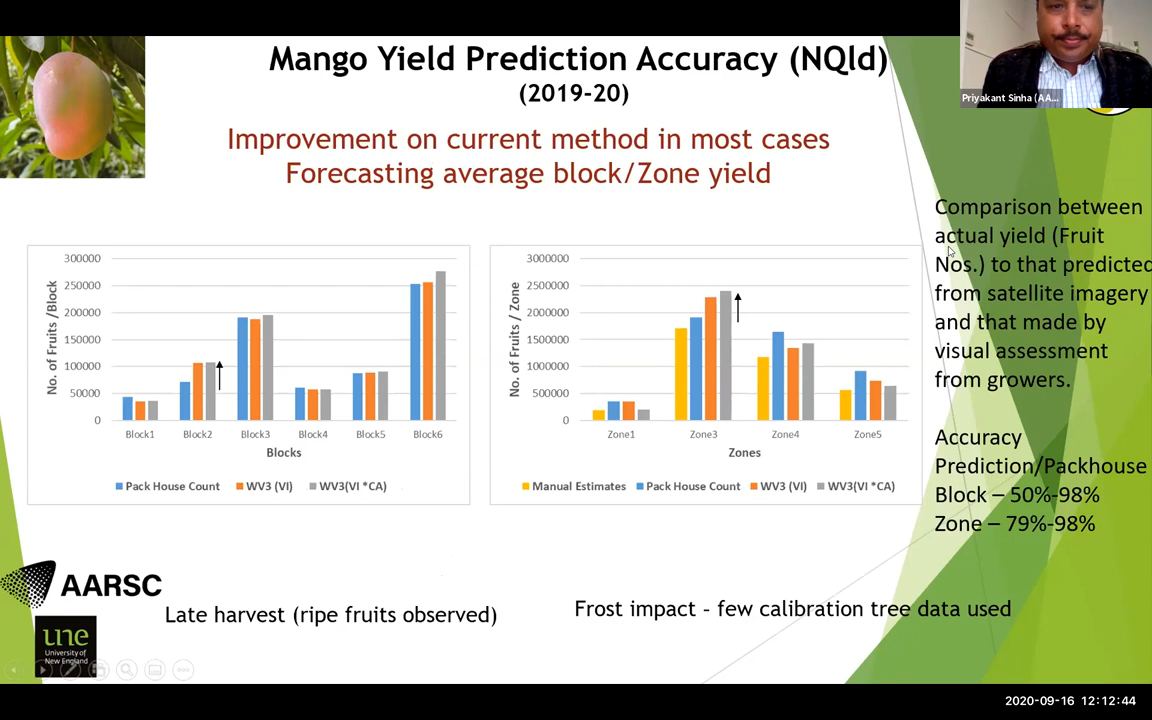 Mango Yield Prediction Accuracy (NQld)
(2019-20)
Priyakant Sinha (AA...
Improvement on current method in most cases
Forecasting average block/Zone yield
No. of Fruits /Block
300000
250000
200000
150000
100000
50000
0
Block1 Block2 Block3 Block4 Block5 Block6
Blocks
Pack House Count WV3 (VI) WV3(VI *CA)
No. of Fruits / Zone
3000000
2500000
2000000
1500000
1000000
500000
0
Zone1 Zone3 Zone4 Zone5
Zones
Manual Estimates Pack House Count WV3 (VI) WV3(VI *CA)
Comparison between
actual yield (Fruit
Nos.) to that predicted
from satellite imagery
and that made by
visual assessment
from growers.
Accuracy
Prediction/Packhouse
Block – 50%-98%
Zone – 79%-98%
AARSC
une
University of
New England
Late harvest (ripe fruits observed)
Frost impact - few calibration tree data used
2020-09-16 12:12:44